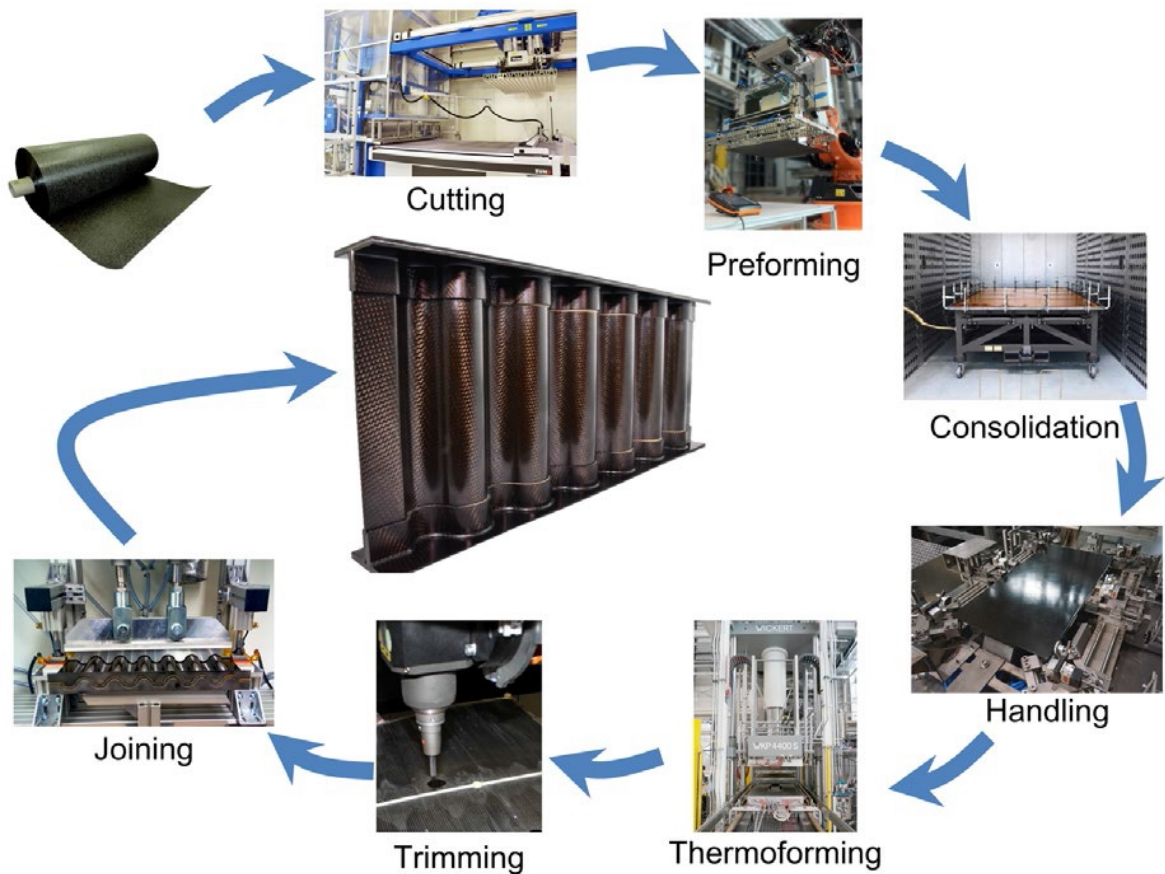 Cutting
Preforming
Consolidation
Handling
WICKERT
WKP 4400 S
Thermoforming
Trimming
Joining